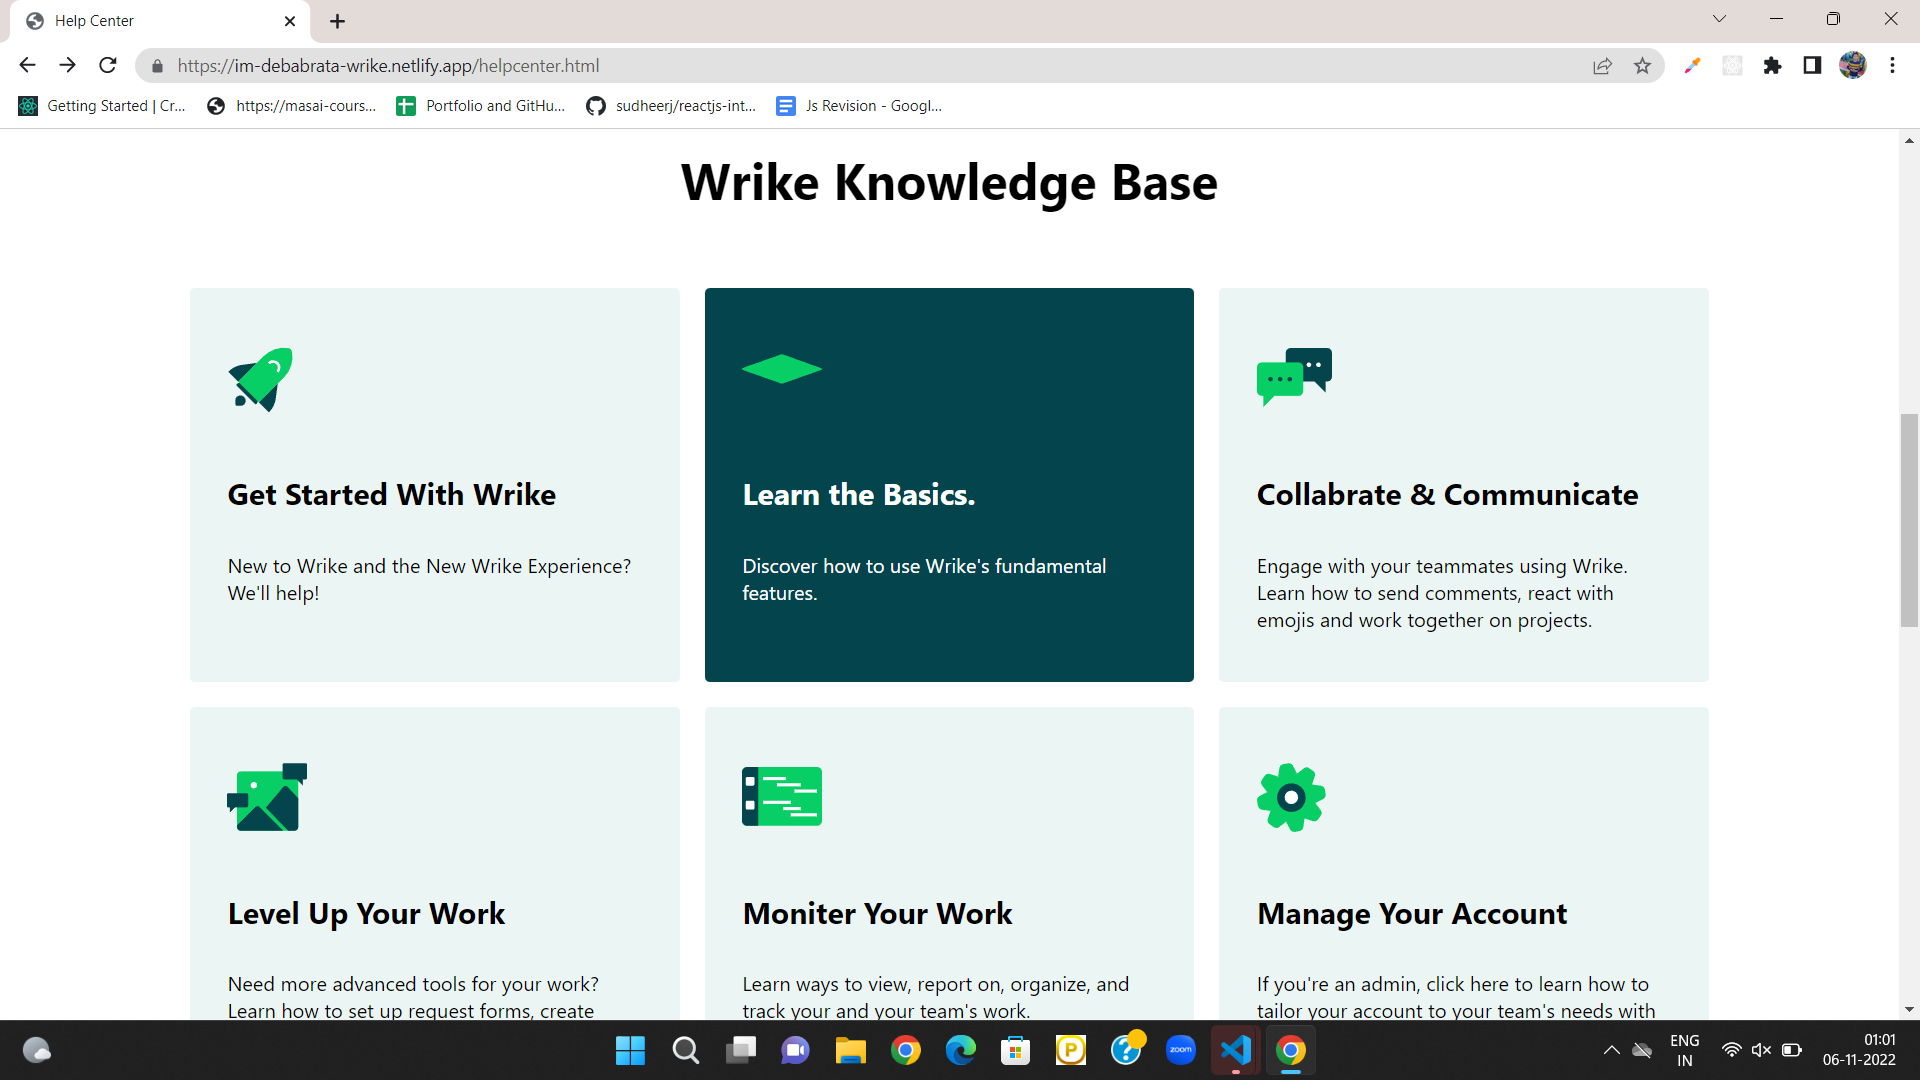 Help Center
https://im-debabrata-wrike.netlify.app/helpcenter.html
Getting Started | Cr...
https://masai-cours...
Portfolio and GitHu...
sudheerj/reactjs-int...
Js Revision - Googl...
Wrike Knowledge Base
Get Started With Wrike
New to Wrike and the New Wrike Experience?
We'll help!
Learn the Basics.
Discover how to use Wrike's fundamental
features.
Collabrate & Communicate
Engage with your teammates using Wrike.
Learn how to send comments, react with
emojis and work together on projects.
Level Up Your Work
Need more advanced tools for your work?
Learn how to set up request forms, create
Moniter Your Work
Learn ways to view, report on, organize, and
track your and your team's work.
Manage Your Account
If you're an admin, click here to learn how to
tailor your account to your team's needs with
P
zoom
ENG
IN
01:01
06-11-2022